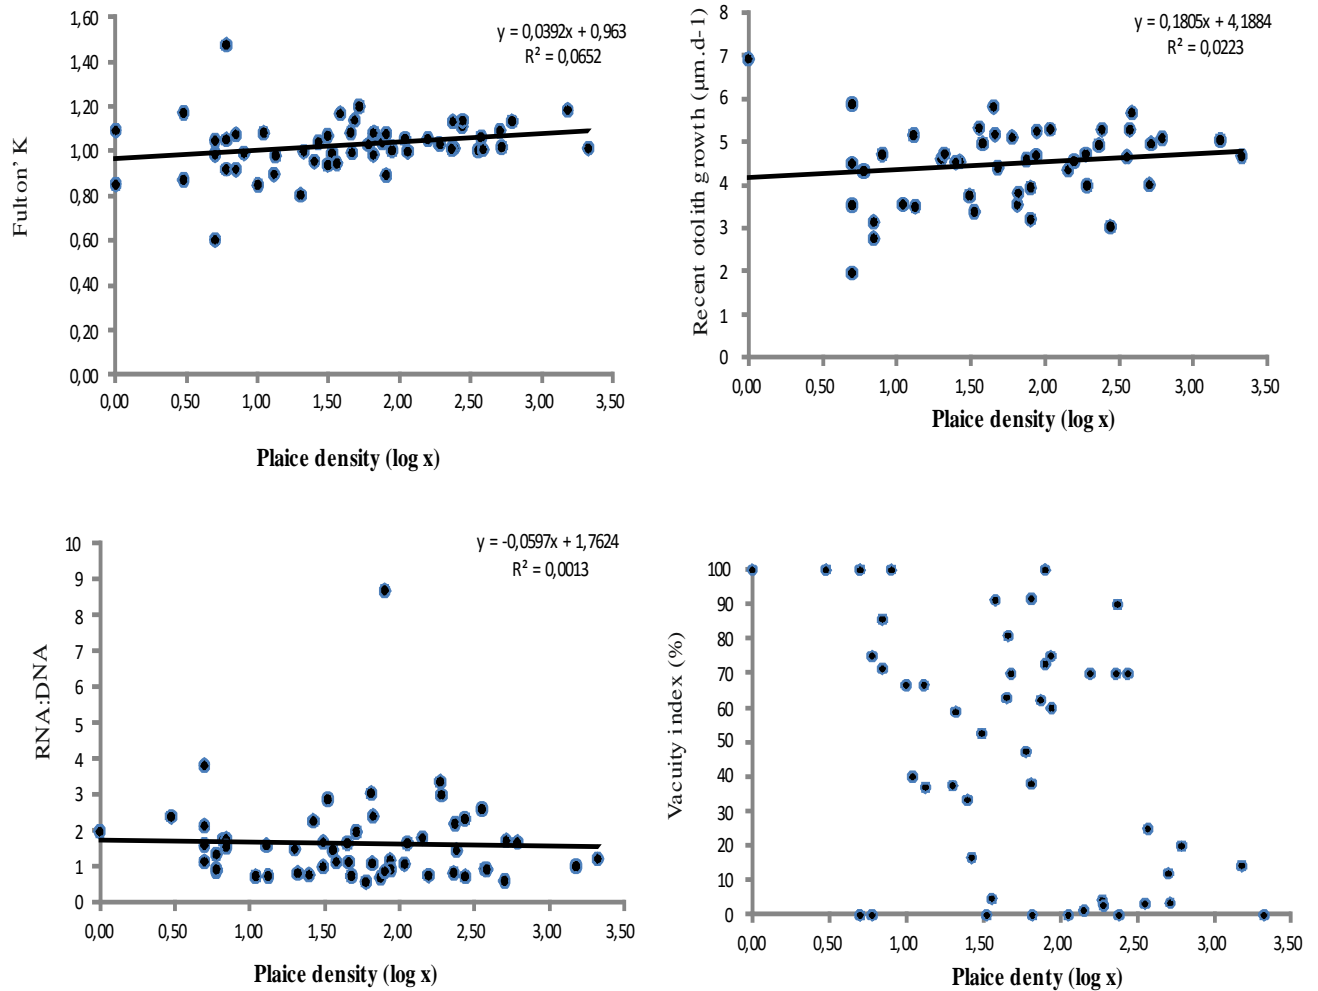 y = 0,0392x + 0,963
R² = 0,0652
Fulton’ K
1,60
1,40
1,20
1,00
0,80
0,60
0,40
0,20
0,00
0,00 0,50 1,00 1,50 2,00 2,50 3,00 3,50
Plaice density (log x)
y = 0,1805x + 4,1884
R² = 0,0223
Recent otolith growth (µm.d-1)
8
7
6
5
4
3
2
1
0
0,00 0,50 1,00 1,50 2,00 2,50 3,00 3,50
Plaice density (log x)
y = -0,0597x + 1,7624
R² = 0,0013
RNA:DNA
10
9
8
7
6
5
4
3
2
1
0
0,00 0,50 1,00 1,50 2,00 2,50 3,00 3,50
Plaice density (log x)
Vacuity index (%)
100
90
80
70
60
50
40
30
20
10
0
0,00 0,50 1,00 1,50 2,00 2,50 3,00 3,50
Plaice denty (log x)